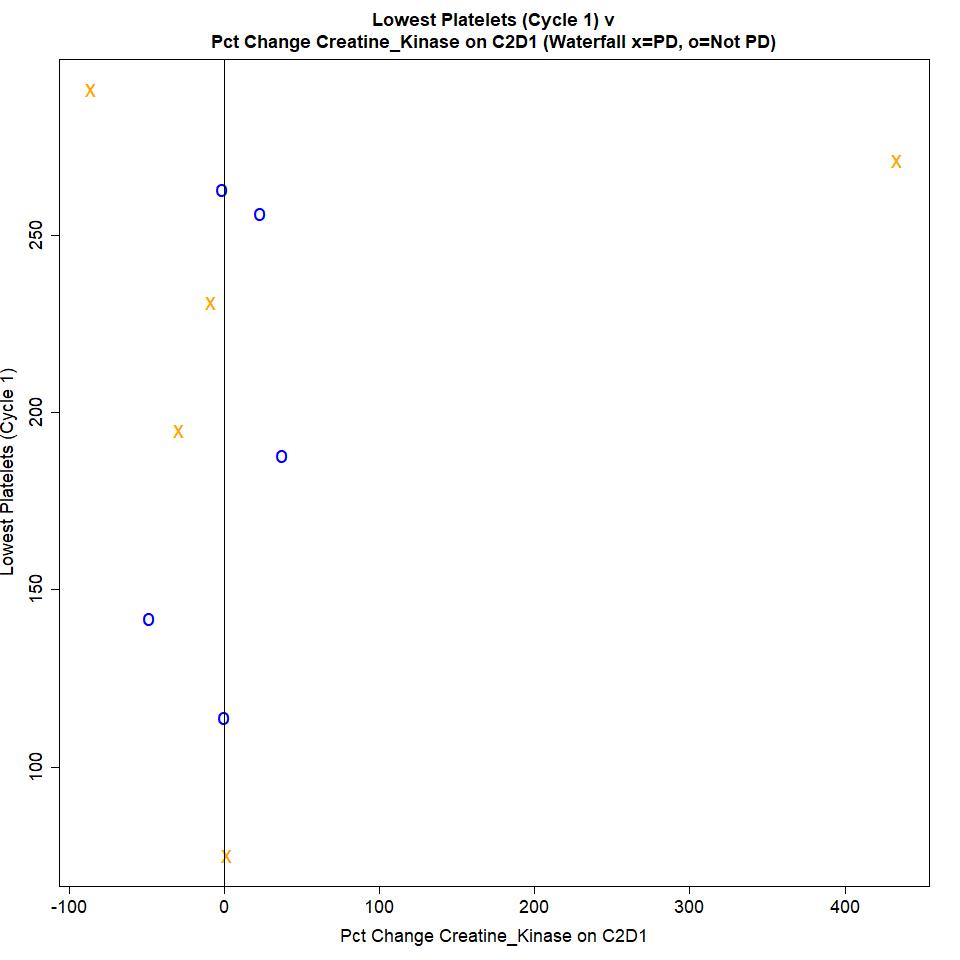 Lowest Platelets (Cycle 1) v
Pct Change Creatine_Kinase on C2D1 (Waterfall x=PD, o=Not PD)
X
X
O
O
250
X
Lowest Platelets (Cycle 1)
200
X
O
150
O
O
100
X
-100 0 100 200 300 400
Pct Change Creatine_Kinase on C2D1